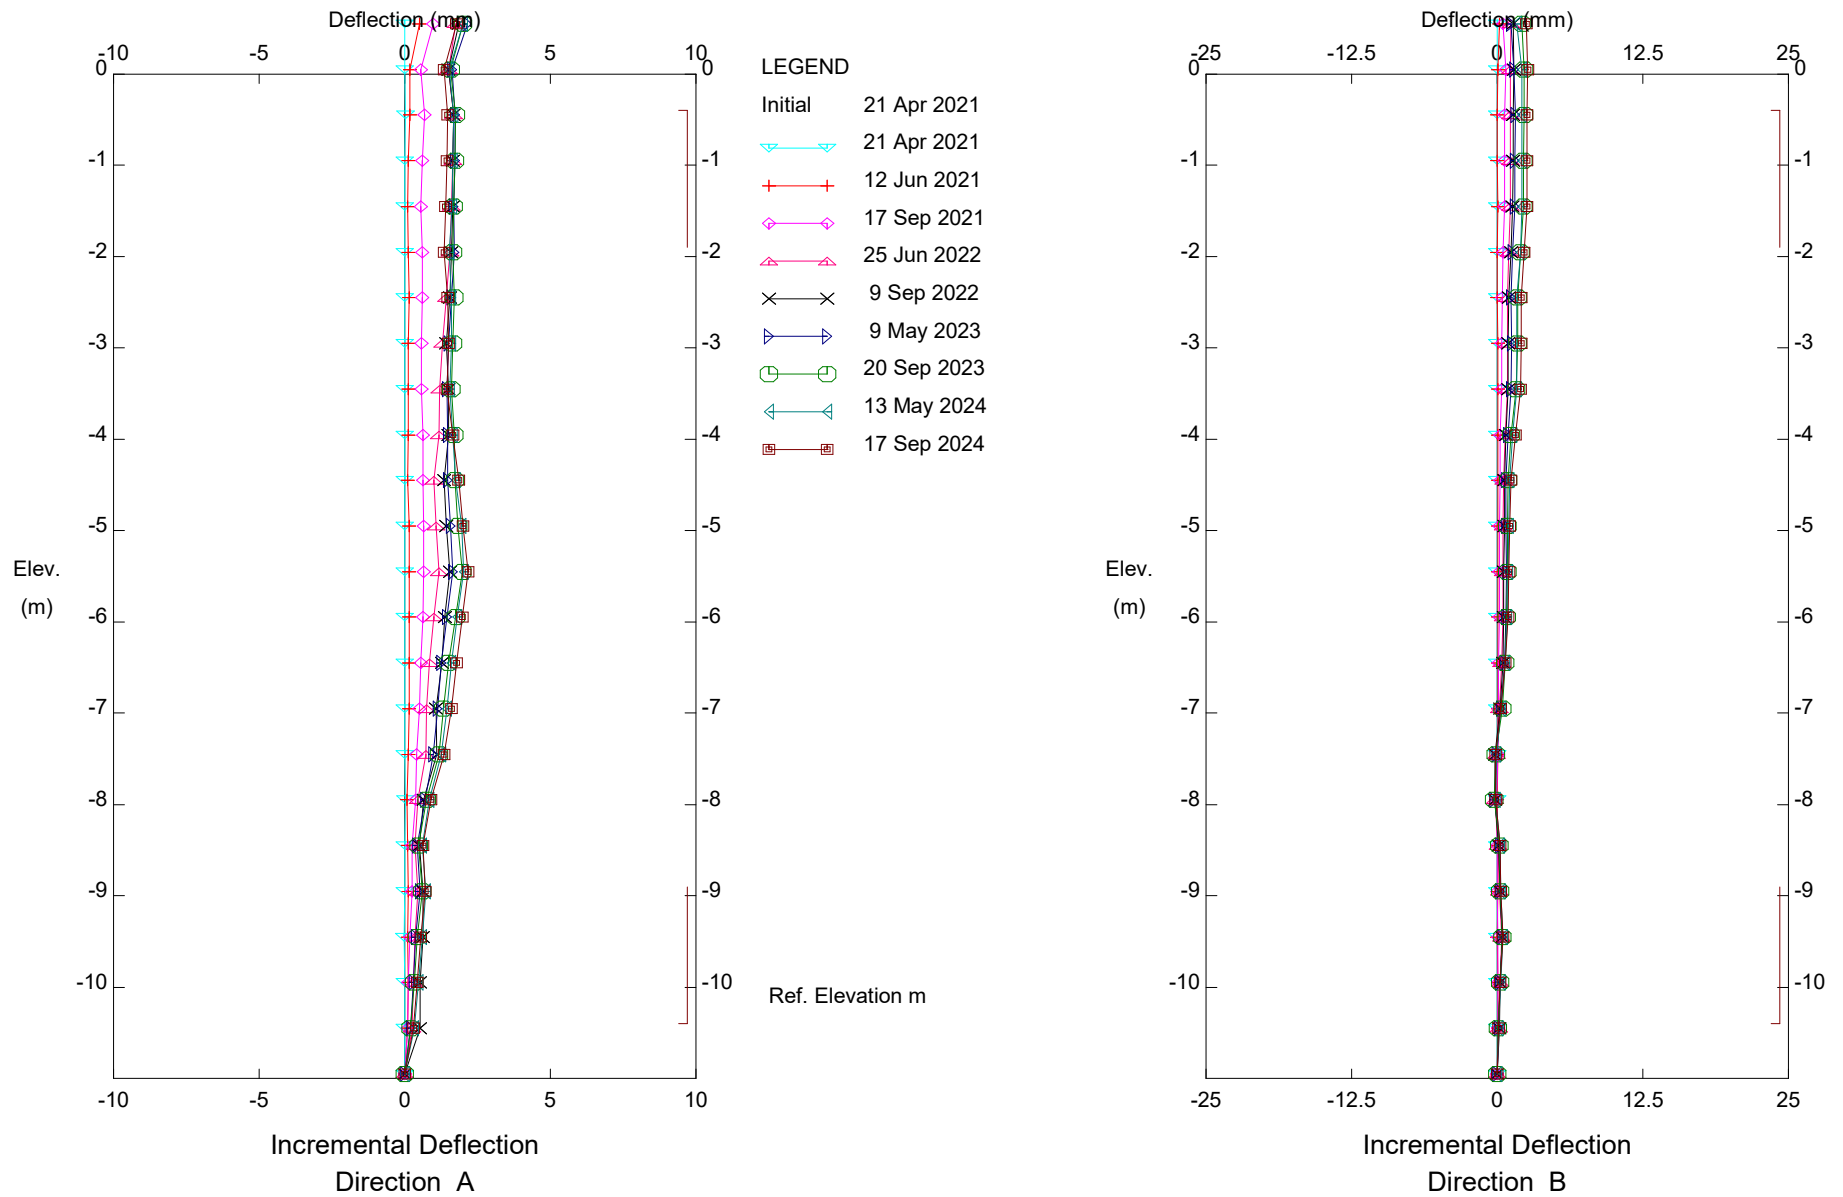 Deflection (mm)
-10 -5 0 5 10
0 0
-1 -1
-2 -2
-3 -3
-4 -4
-5 -5
-6 -6
-7 -7
-8 -8
-9 -9
-10 -10
Elev.
(m)
-10 -5 0 5 10
Incremental Deflection
Direction A
LEGEND
Initial 21 Apr 2021
21 Apr 2021
12 Jun 2021
17 Sep 2021
25 Jun 2022
9 Sep 2022
9 May 2023
20 Sep 2023
13 May 2024
17 Sep 2024
Ref. Elevation m
Deflection (mm)
-25 -12.5 0 12.5 25
0 0
-1 -1
-2 -2
-3 -3
-4 -4
-5 -5
-6 -6
-7 -7
-8 -8
-9 -9
-10 -10
Elev.
(m)
-25 -12.5 0 12.5 25
Incremental Deflection
Direction B